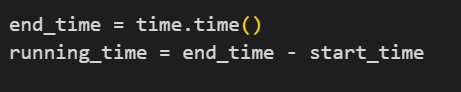 end_time = time.time()
running_time = end_time - start_time